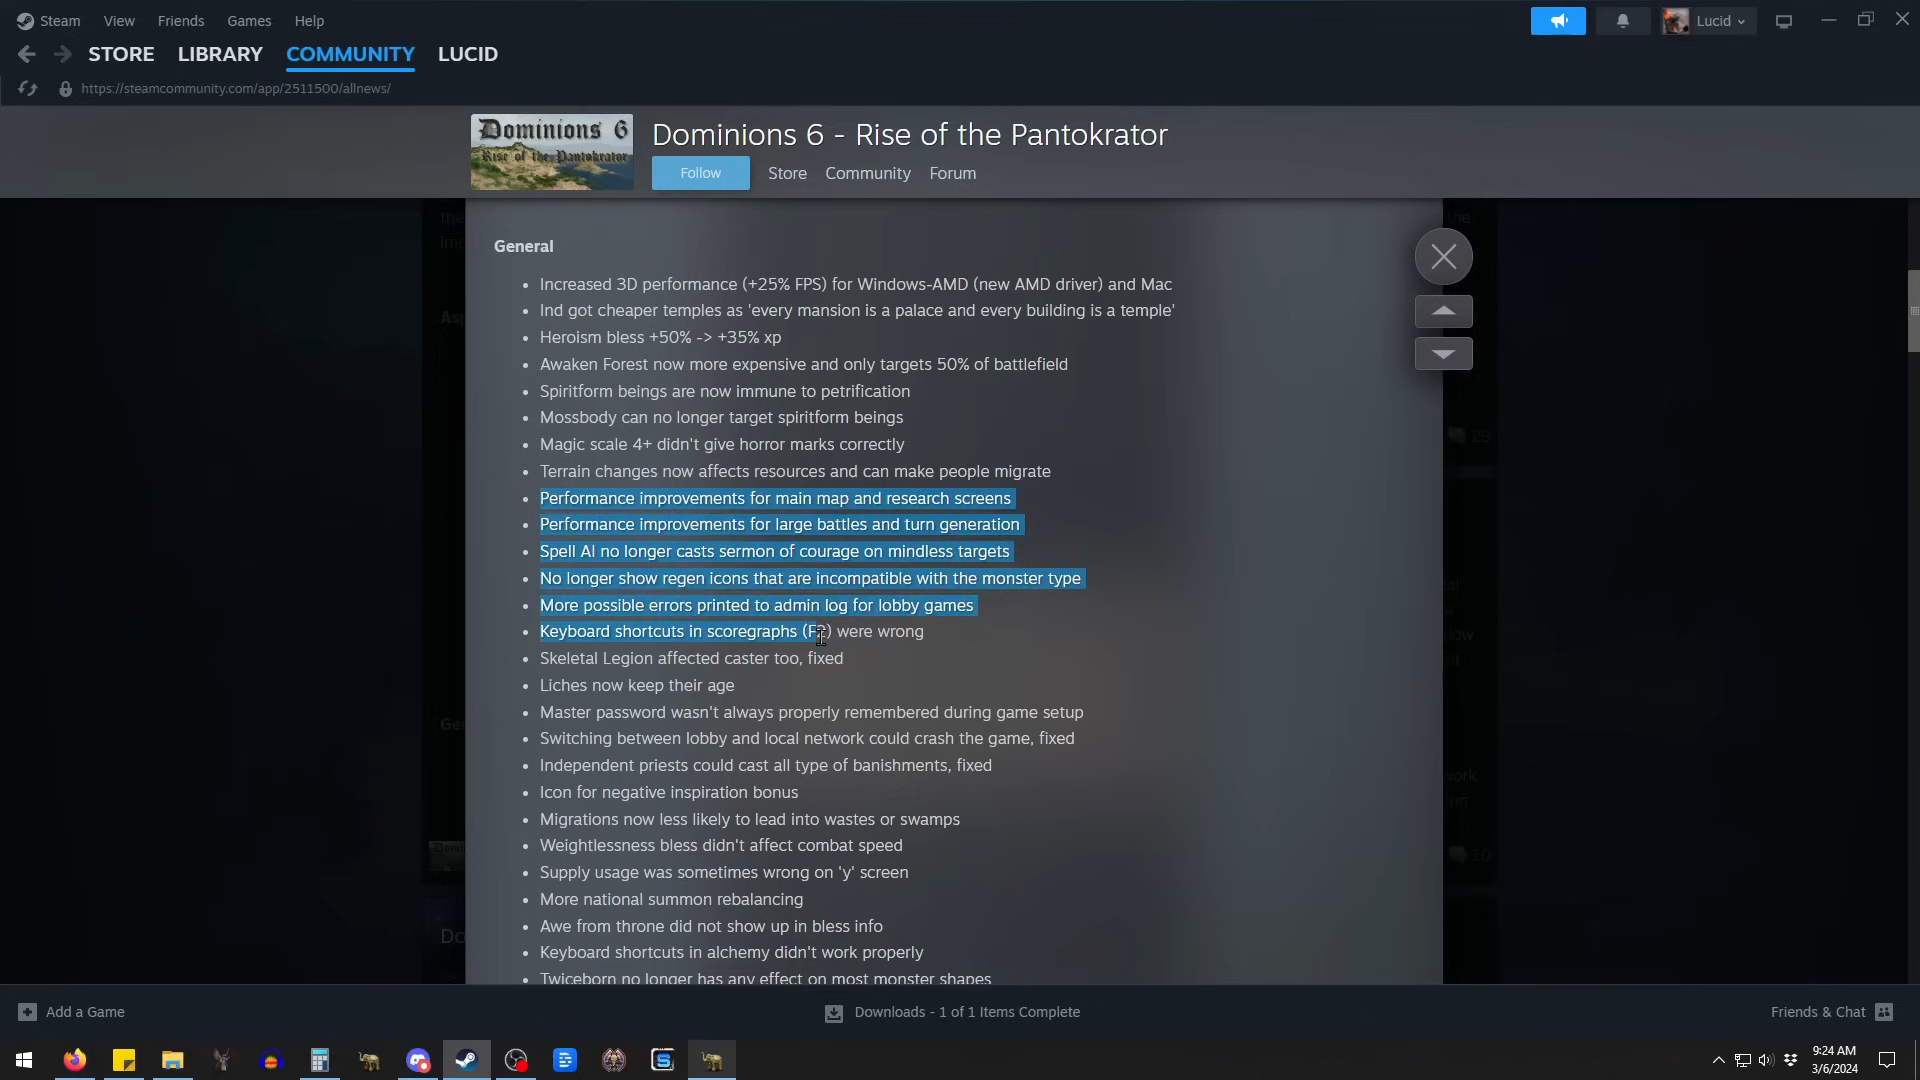 Steam View Friends Games Help
Lucid
STORE LIBRARY COMMUNITY LUCID
https://steamcommunity.com/app/2511500/allnews/
Dominions 6
Rise of the Pantokrator
Dominions 6 - Rise of the Pantokrator
Follow Store Community Forum
General
Increased 3D performance (+25% FPS) for Windows-AMD (new AMD driver) and Mac
Ind got cheaper temples as 'every mansion is a palace and every building is a temple'
Heroism bless +50% -> +35% xp
Awaken Forest now more expensive and only targets 50% of battlefield
Spiritform beings are now immune to petrification
Mossbody can no longer target spiritform beings
Magic scale 4+ didn't give horror marks correctly
Terrain changes now affects resources and can make people migrate
Performance improvements for main map and research screens
Performance improvements for large battles and turn generation
Spell AI no longer casts sermon of courage on mindless targets
No longer show regen icons that are incompatible with the monster type
More possible errors printed to admin log for lobby games
Keyboard shortcuts in scoregraphs were wrong
Skeletal Legion affected caster too, fixed
Liches now keep their age
Master password wasn't always properly remembered during game setup
Switching between lobby and local network could crash the game, fixed
Independent priests could cast all type of banishments, fixed
Icon for negative inspiration bonus
Migrations now less likely to lead into wastes or swamps
Weightlessness bless didn't affect combat speed
Supply usage was sometimes wrong on 'y' screen
More national summon rebalancing
Awe from throne did not show up in bless info
Keyboard shortcuts in alchemy didn't work properly
Twiceborn no longer has any effect on most monster shapes
Add a Game
Downloads - 1 of 1 Items Complete
Friends & Chat
9:24 AM
3/6/2024